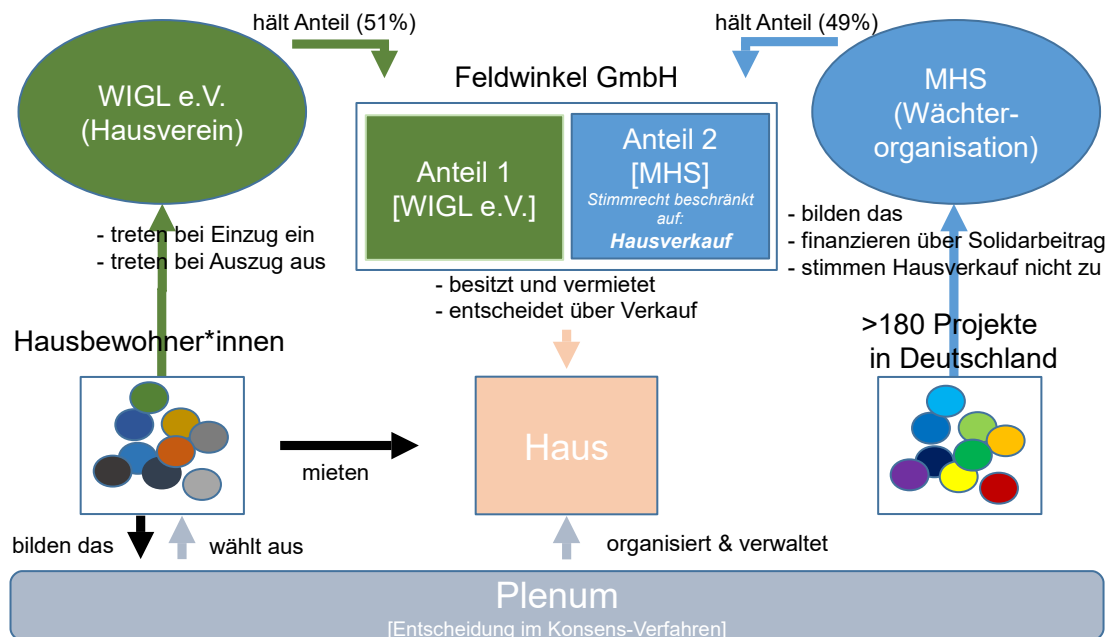 hält Anteil (51%)
hält Anteil (49%)
WIGL e.V.
(Hausverein)
Feldwinkel GmbH
MHS
(Wächter-
organisation)
Anteil 1
[WIGL e.V.]
Anteil 2
[MHS]
Stimmrecht beschränkt
auf:
Hausverkauf
- treten bei Einzug ein
- treten bei Auszug aus
- bilden das
- finanzieren über Solidarbeitrag
- stimmen Hausverkauf nicht zu
- besitzt und vermietet
- entscheidet über Verkauf
Hausbewohner*innen
>180 Projekte
in Deutschland
Haus
mieten
bilden das
wählt aus
organisiert & verwaltet
Plenum
[Entscheidung im Konsens-Verfahren]